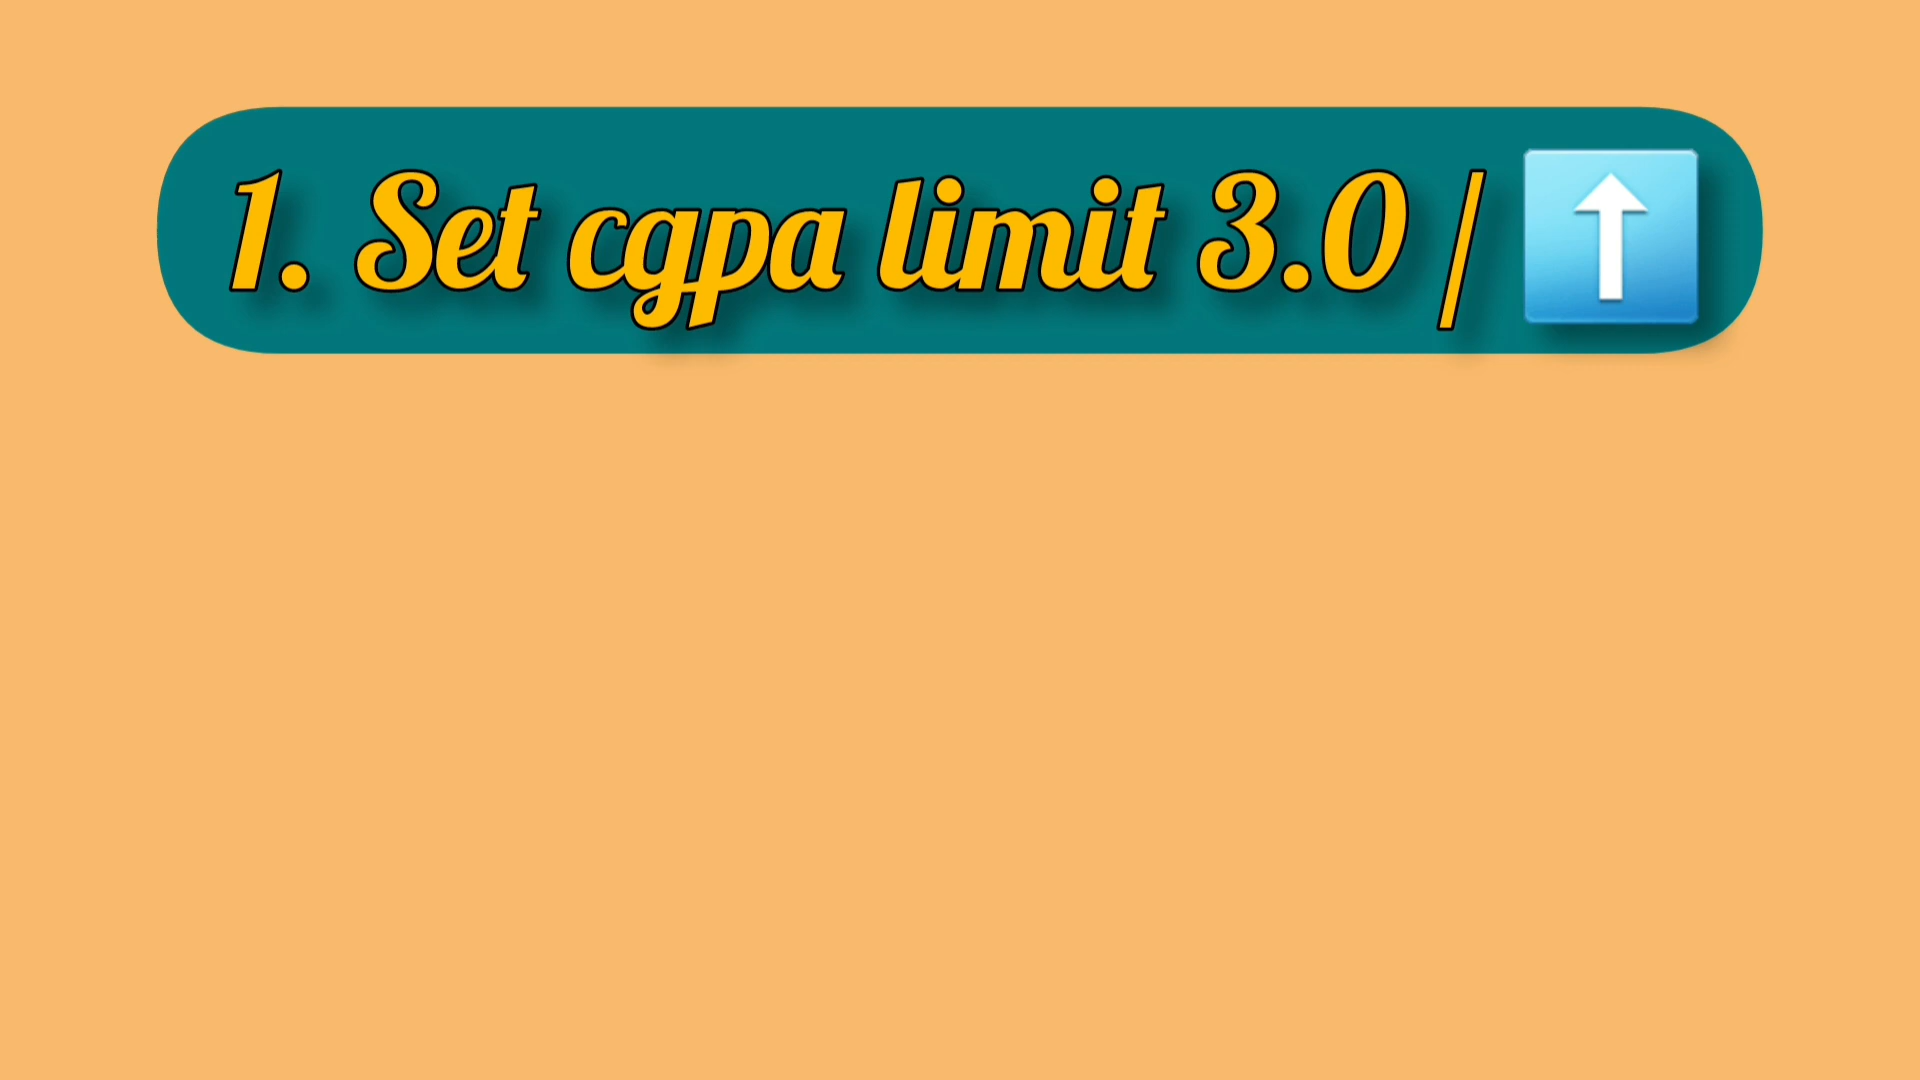 1. Set cgpa limit 3.0 / ⬆️